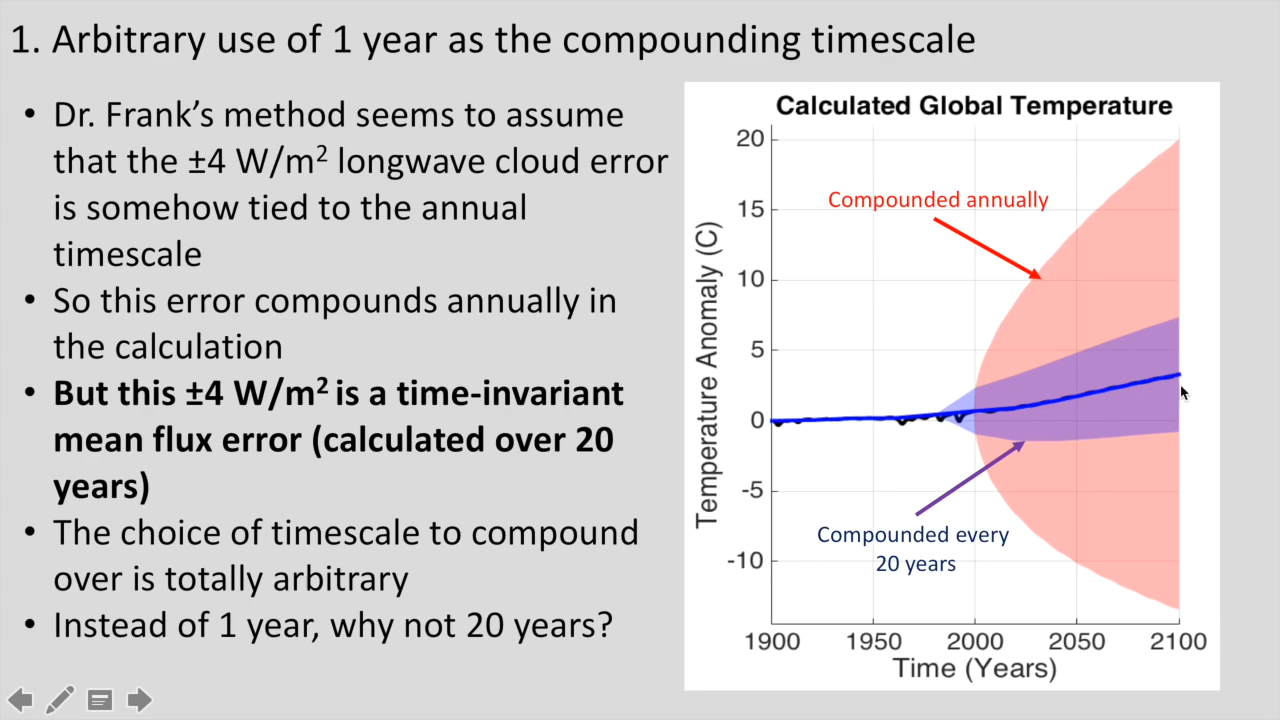 1. Arbitrary use of 1 year as the compounding timescale
• Dr. Frank’s method seems to assume
that the ±4 W/m² longwave cloud error
is somehow tied to the annual
timescale
• So this error compounds annually in
the calculation
• But this ±4 W/m² is a time-invariant
mean flux error (calculated over 20
years)
• The choice of timescale to compound
over is totally arbitrary
• Instead of 1 year, why not 20 years?
Calculated Global Temperature
Temperature Anomaly (C)
20
15
10
5
0
-5
-10
Compounded annually
Compounded every
20 years
1900 1950 2000 2050 2100
Time (Years)